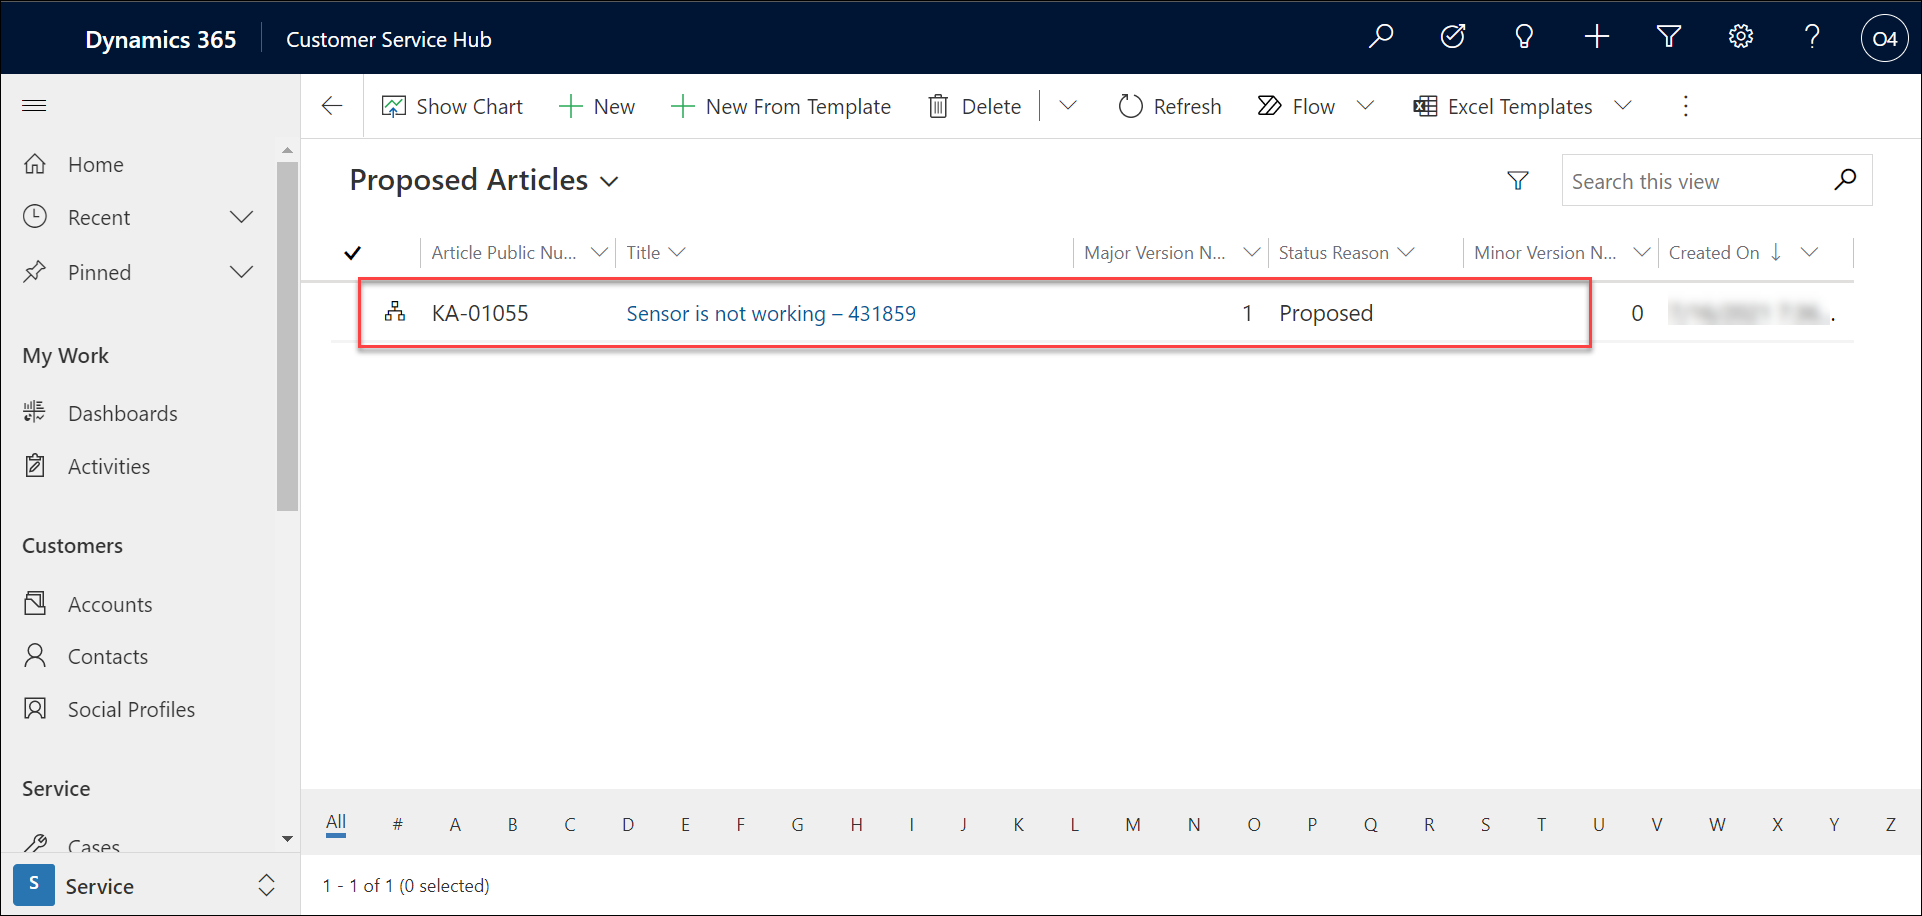 Dynamics 365
Customer Service Hub
O4
Show Chart
New
New From Template
Delete
Refresh
Flow
Excel Templates
Home
Recent
Pinned
My Work
Dashboards
Activities
Customers
Accounts
Contacts
Social Profiles
Service
Cases
S
Service
Proposed Articles
Search this view
Article Public Nu... Title Major Version N... Status Reason Minor Version N... Created On
KA-01055 Sensor is not working – 431859 1 Proposed 0
All # A B C D E F G H I J K L M N O P Q R S T U V W X Y Z
1 - 1 of 1 (0 selected)